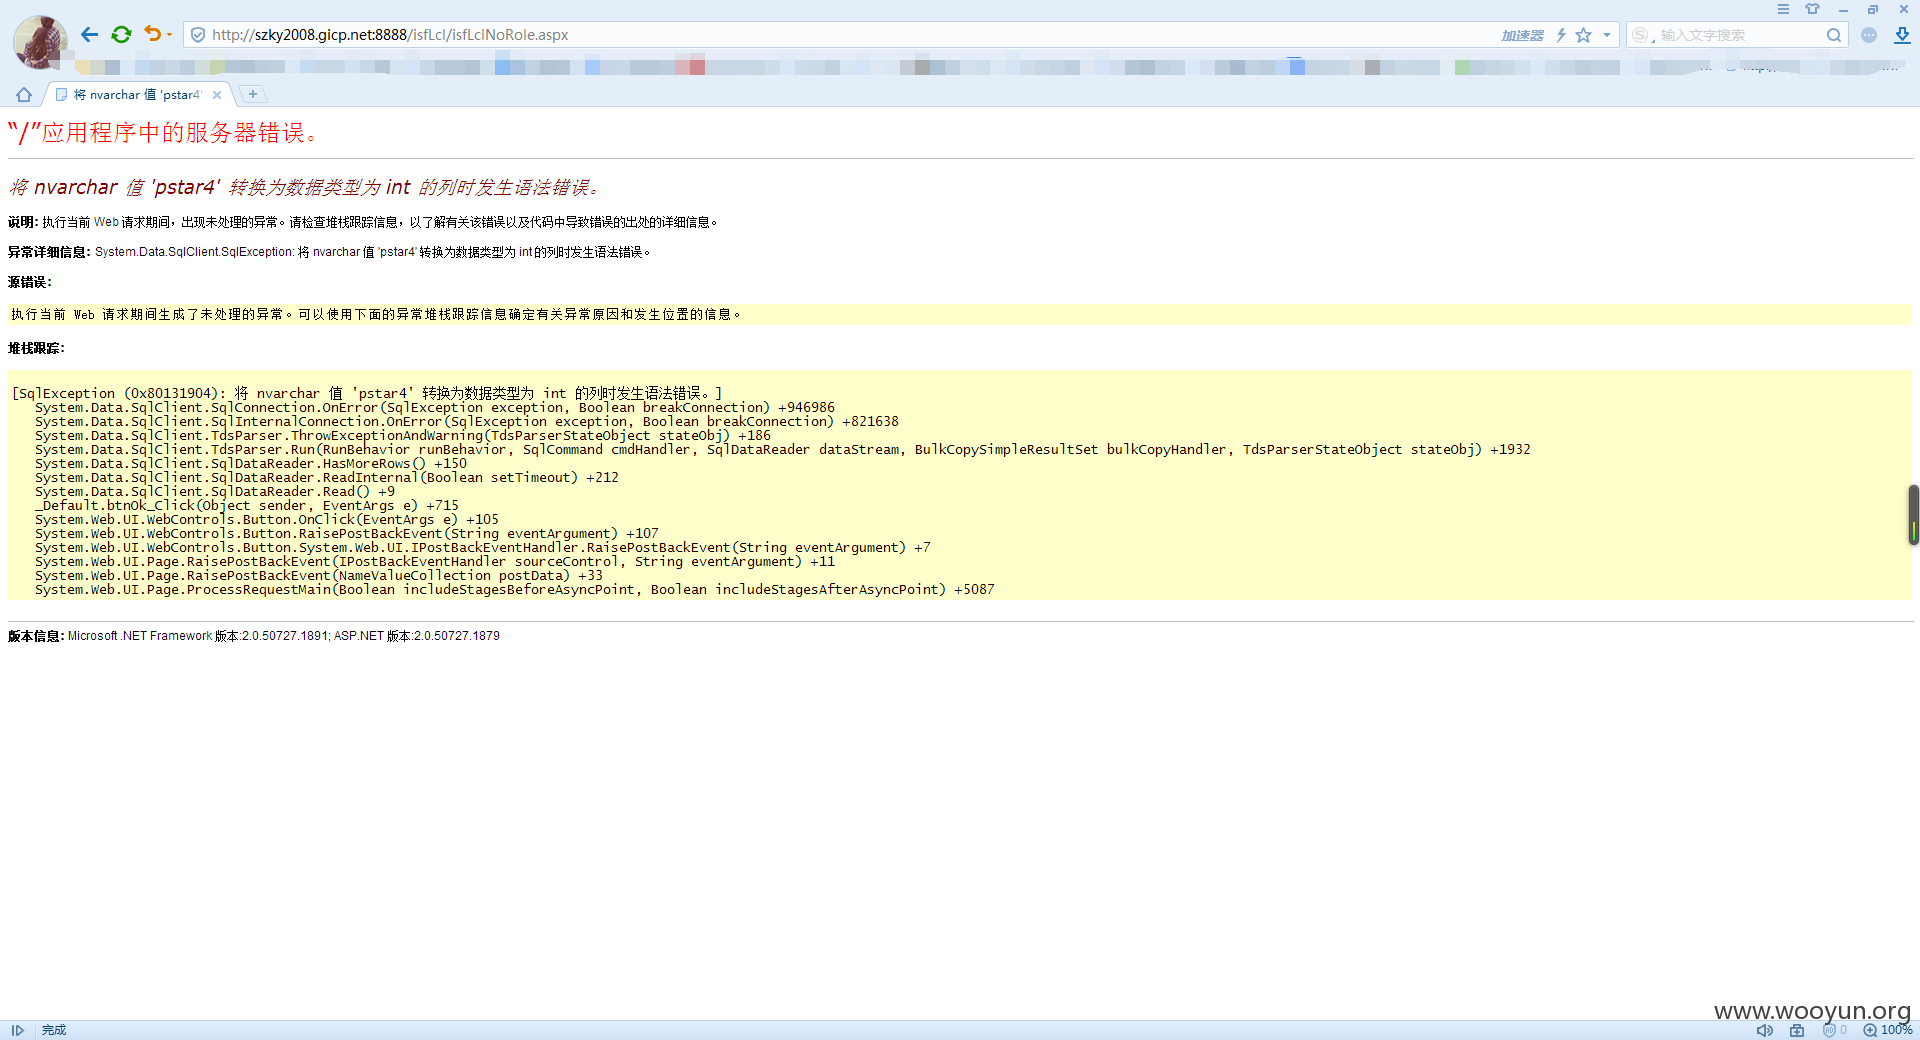 http://szky2008.gicp.net:8888/isfLcl/isfLclNoRole.aspx
加速器
输入文字搜索
将 nvarchar 值 'pstar4'
“/”应用程序中的服务器错误。
将 nvarchar 值 'pstar4' 转换为数据类型为 int 的列时发生语法错误。
说明: 执行当前 Web 请求期间，出现未处理的异常。请检查堆栈跟踪信息，以了解有关该错误以及代码中导致错误的出处的详细信息。
异常详细信息: System.Data.SqlClient.SqlException: 将 nvarchar 值 'pstar4' 转换为数据类型为 int 的列时发生语法错误。
源错误:
执行当前 Web 请求期间生成了未处理的异常。可以使用下面的异常堆栈跟踪信息确定有关异常原因和发生位置的信息。
堆栈跟踪:
[SqlException (0x80131904): 将 nvarchar 值 'pstar4' 转换为数据类型为 int 的列时发生语法错误。]
System.Data.SqlClient.SqlConnection.OnError(SqlException exception, Boolean breakConnection) +946986
System.Data.SqlClient.SqlInternalConnection.OnError(SqlException exception, Boolean breakConnection) +821638
System.Data.SqlClient.TdsParser.ThrowExceptionAndWarning(TdsParserStateObject stateObj) +186
System.Data.SqlClient.TdsParser.Run(RunBehavior runBehavior, SqlCommand cmdHandler, SqlDataReader dataStream, BulkCopySimpleResultSet bulkCopyHandler, TdsParserStateObject stateObj) +1932
System.Data.SqlClient.SqlDataReader.HasMoreRows() +150
System.Data.SqlClient.SqlDataReader.ReadInternal(Boolean setTimeout) +212
System.Data.SqlClient.SqlDataReader.Read() +9
_Default.btnOk_Click(Object sender, EventArgs e) +715
System.Web.UI.WebControls.Button.OnClick(EventArgs e) +105
System.Web.UI.WebControls.Button.RaisePostBackEvent(String eventArgument) +107
System.Web.UI.WebControls.Button.System.Web.UI.IPostBackEventHandler.RaisePostBackEvent(String eventArgument) +7
System.Web.UI.Page.RaisePostBackEvent(IPostBackEventHandler sourceControl, String eventArgument) +11
System.Web.UI.Page.RaisePostBackEvent(NameValueCollection postData) +33
System.Web.UI.Page.ProcessRequestMain(Boolean includeStagesBeforeAsyncPoint, Boolean includeStagesAfterAsyncPoint) +5087
版本信息: Microsoft .NET Framework 版本:2.0.50727.1891; ASP.NET 版本:2.0.50727.1879
www.wooyun.org
完成
0
100%